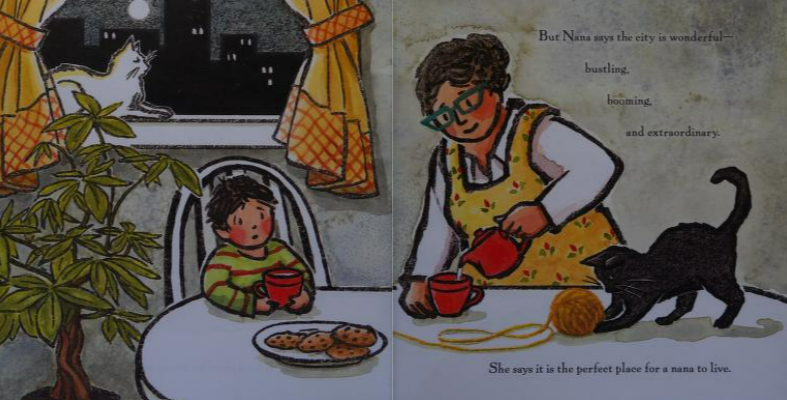 But Nana says the city is wonderful—
bustling,
booming,
and extraordinary.
She says it is the perfect place for a nana to live.